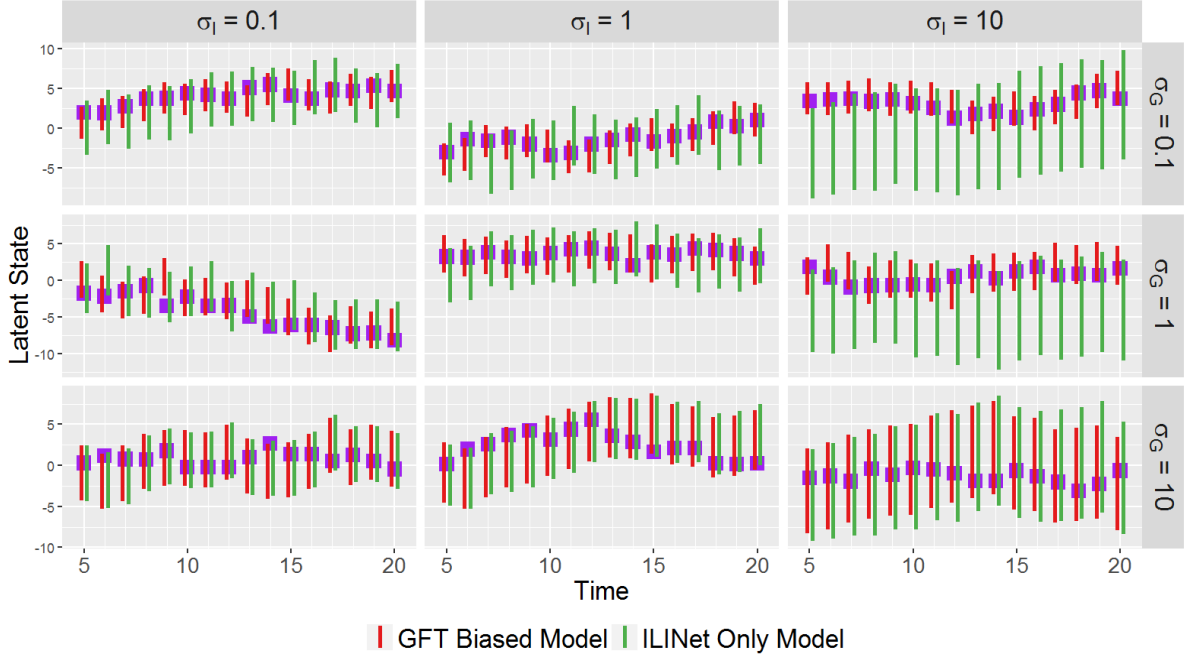 σI = 0.1 σI = 1 σI = 10
10
5
0
-5
σG = 0.1
5
0
-5
-10
σG = 1
5
0
-5
-10
σG = 10
Latent State
5 10 15 20 5 10 15 20 5 10 15 20
Time
GFT Biased Model ILINet Only Model